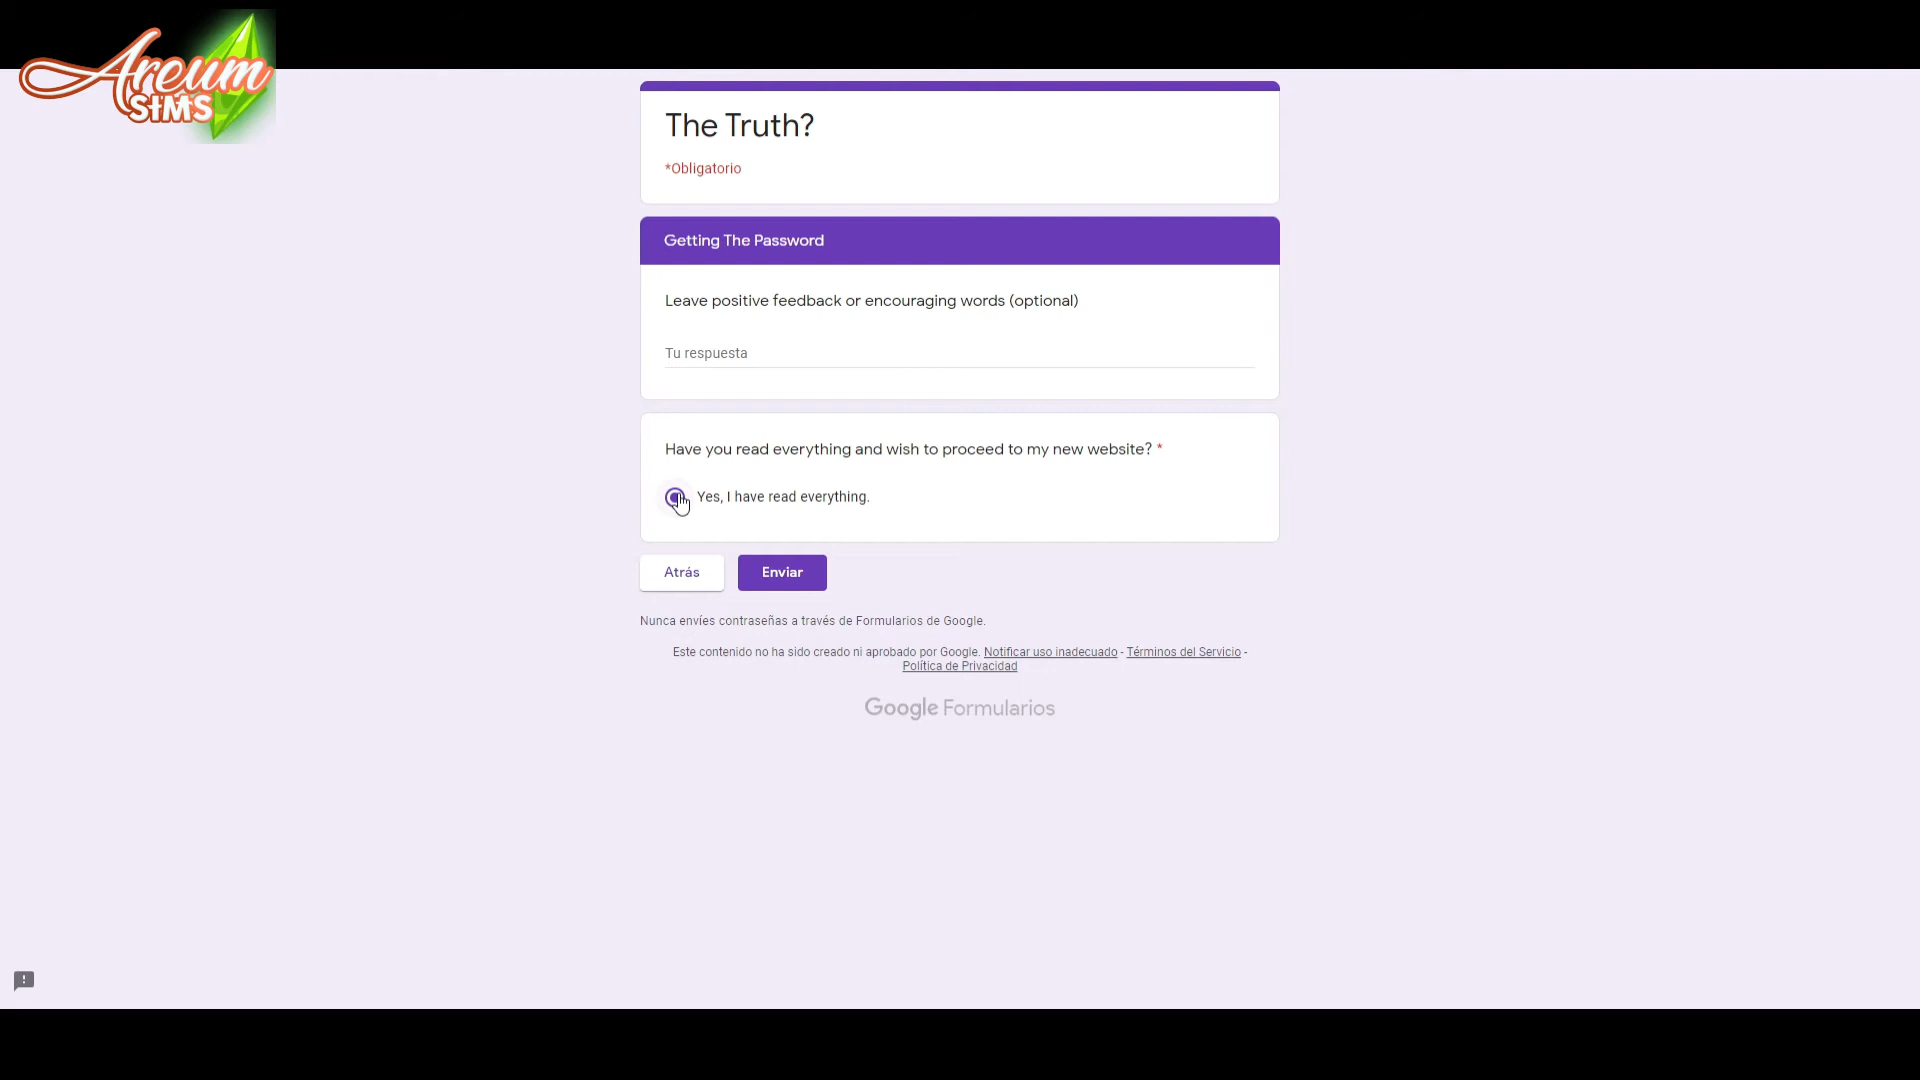 Areum
SIMS
The Truth?
*Obligatorio
Getting The Password
Leave positive feedback or encouraging words (optional)
Tu respuesta
Have you read everything and wish to proceed to my new website? *
Yes, I have read everything.
Atrás
Enviar
Nunca envíes contraseñas a través de Formularios de Google.
Este contenido no ha sido creado ni aprobado por Google. Notificar uso inadecuado - Términos del Servicio -
Política de Privacidad
Google Formularios